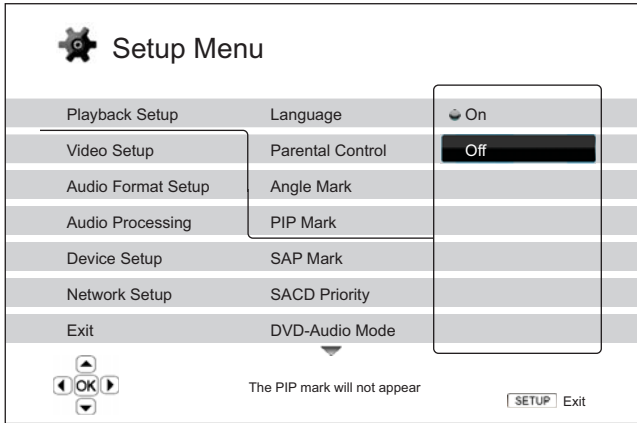 Setup Menu
Playback Setup Language On
Video Setup Parental Control Off
Audio Format Setup Angle Mark
Audio Processing PIP Mark
Device Setup SAP Mark
Network Setup SACD Priority
Exit DVD-Audio Mode
OK The PIP mark will not appear
SETUP Exit